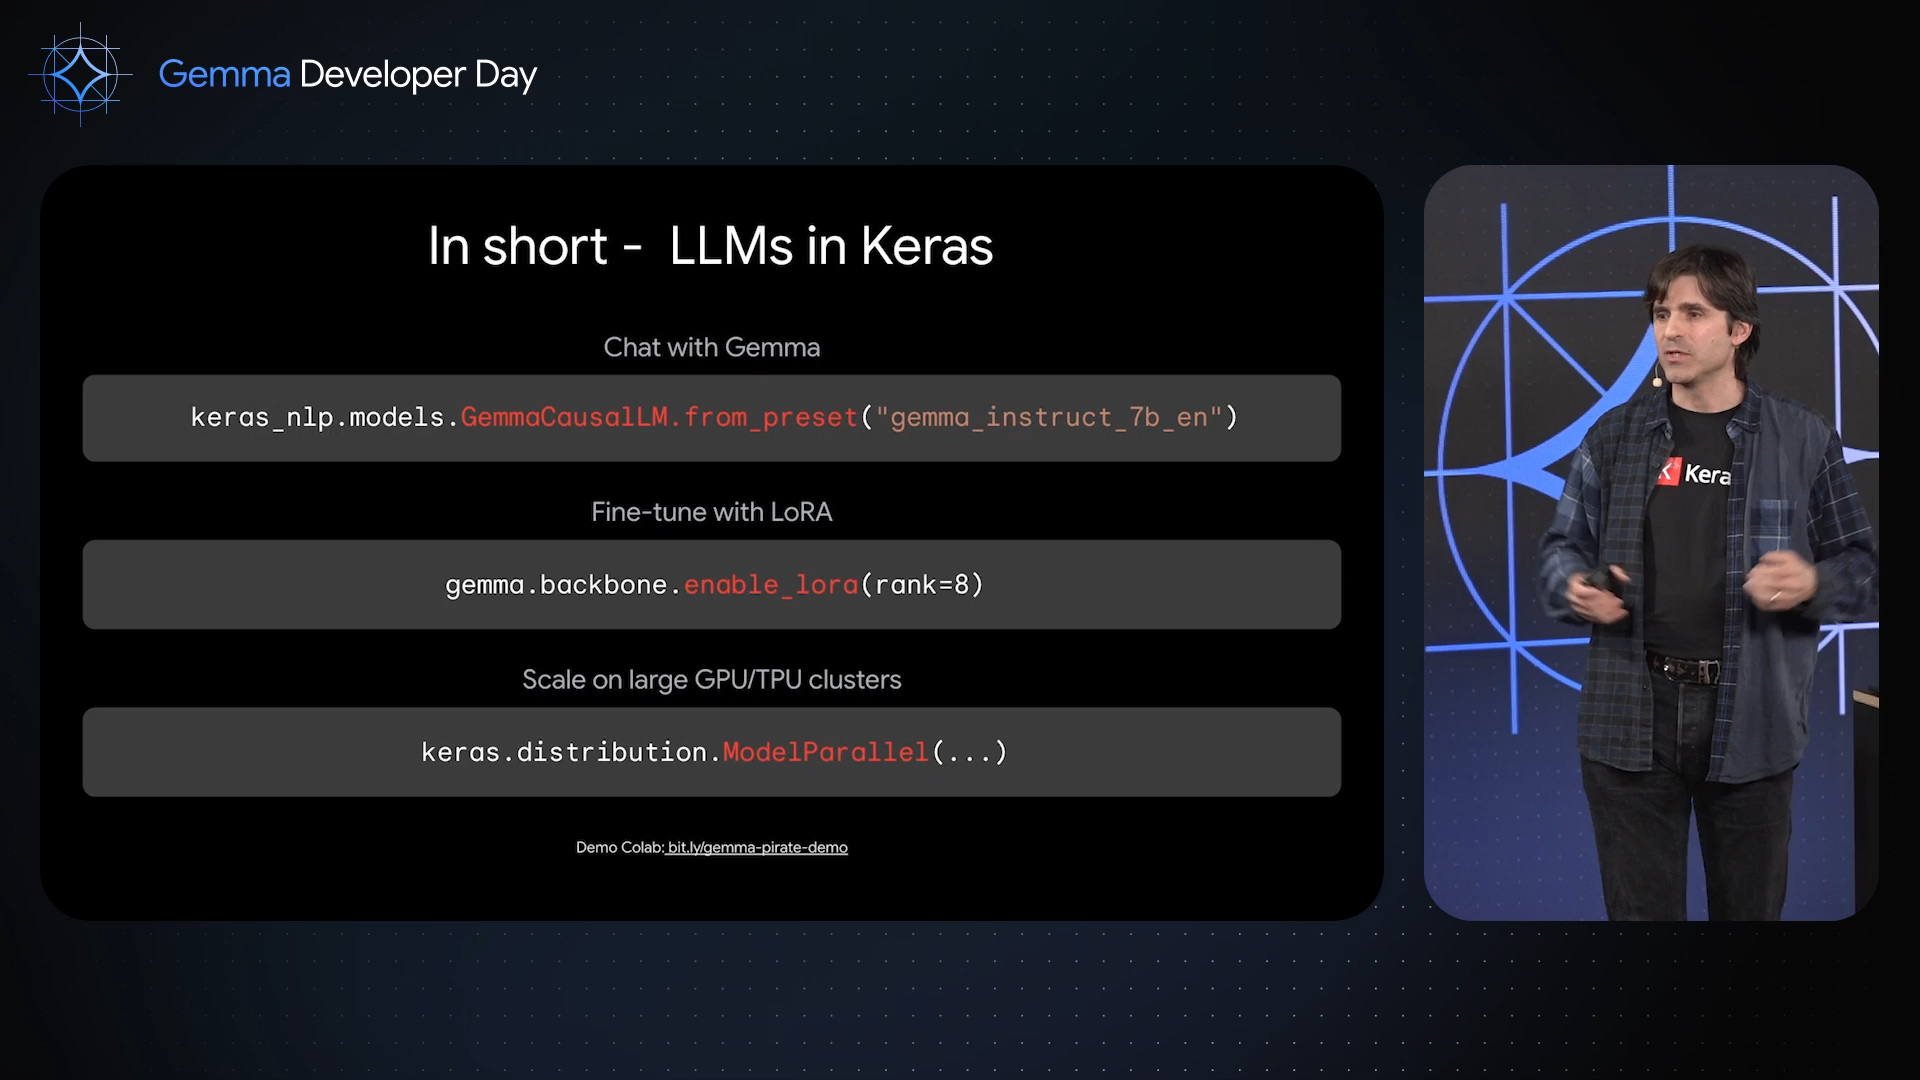 Gemma Developer Day
In short - LLMs in Keras
Chat with Gemma
keras_nlp.models.GemmaCausalLM.from_preset("gemma_instruct_7b_en")
Fine-tune with LoRA
gemma.backbone.enable_lora(rank=8)
Scale on large GPU/TPU clusters
keras.distribution.ModelParallel(...)
Demo Colab: bit.ly/gemma-pirate-demo
K Kera